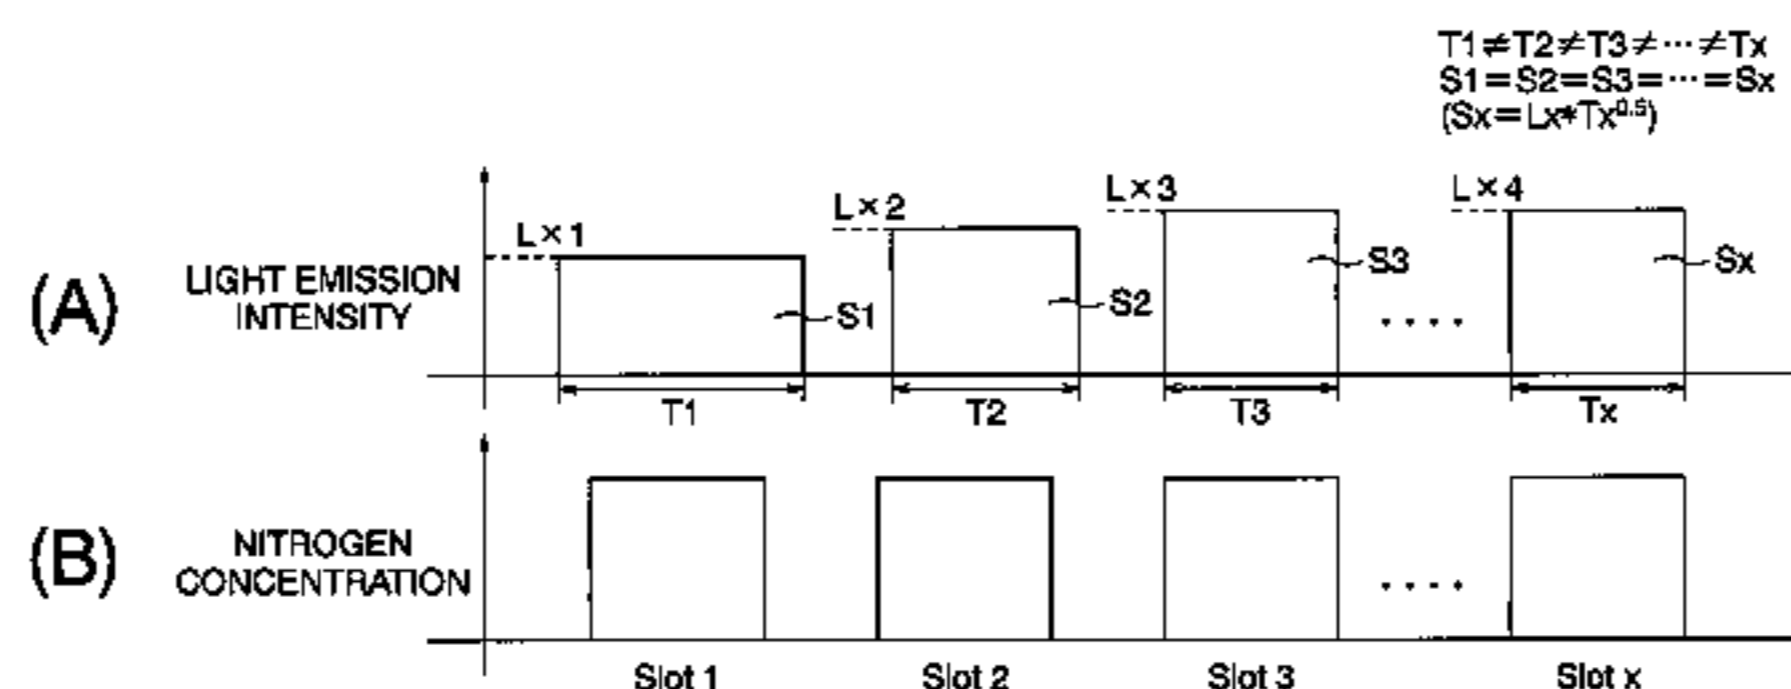 T1≠T2≠T3≠⋯≠Tx
S1=S2=S3=⋯=Sx
(Sx=Lx*Tx^0.5)
L×1
L×2
L×3
L×4
(A)
LIGHT EMISSION
INTENSITY
S1
S2
S3
....
Sx
T1
T2
T3
Tx
(B)
NITROGEN
CONCENTRATION
....
Slot 1
Slot 2
Slot 3
Slot x